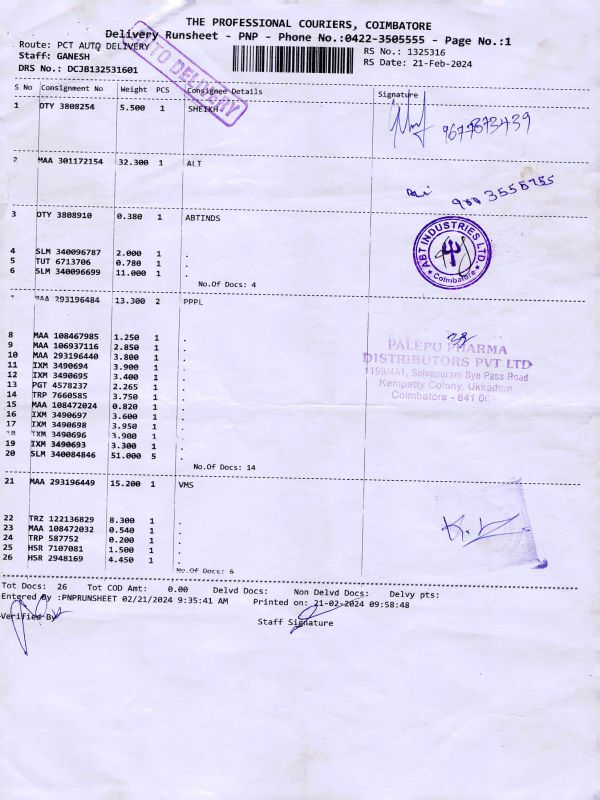 THE PROFESSIONAL COURIERS, COIMBATORE
Delivery Runsheet - PNP - Phone No.:0422-3505555 - Page No.:1
Route: PCT AUTO DELIVERY
RS No.: 1325316
Staff: GANESH
RS Date: 21-Feb-2024
DRS No.: DCJB132531601
AUTO DELIVERY
S No Consignment No Weight PCS Consignee Details Signature
1 DTY 3808254 5.500 1 SHEIKH
2 MAA 301172154 32.300 1 ALT
3 DTY 3808910 0.380 1 ABTINDS
ABT INDUSTRIES LTD.
Coimbatore
4 SLM 340096787 2.000 1 .
5 TUT 6713706 0.780 1 .
6 SLM 340096699 11.000 1 .
No.Of Docs: 4
MAA 293196484 13.300 2 PPPL
PALEPU PHARMA
DISTRIBUTORS PVT LTD
1199/4A1, Selvapuram Bye Pass Road
Kempatty Colony, Ukkadam
Coimbatore - 641 00
8 MAA 108467985 1.250 1 .
9 MAA 106937116 2.850 1 .
10 MAA 293196440 3.800 1 .
11 IXM 3490694 3.900 1 .
12 IXM 3490695 3.400 1 .
13 PGT 4578237 2.265 1 .
14 TRP 7660585 3.750 1 .
15 MAA 108472024 0.820 1 .
16 IXM 3490697 3.600 1 .
17 IXM 3490698 3.950 1 .
18 IXM 3490696 3.900 1 .
19 IXM 3490693 3.300 1 .
20 SLM 340084846 51.000 5 .
No.Of Docs: 14
21 MAA 293196449 15.200 1 VMS
22 TRZ 122136829 8.300 1 .
23 MAA 108472032 0.540 1 .
24 TRP 587752 0.200 1 .
25 HSR 7107081 1.500 1 .
26 HSR 2948169 4.450 1 .
No.Of Docs: 6
Tot Docs: 26 Tot COD Amt: 0.00 Delvd Docs: Non Delvd Docs: Delvy pts:
Entered By :PNPRUNSHEET 02/21/2024 9:35:41 AM Printed on: 21-02-2024 09:58:48
Verified By
Staff Signature